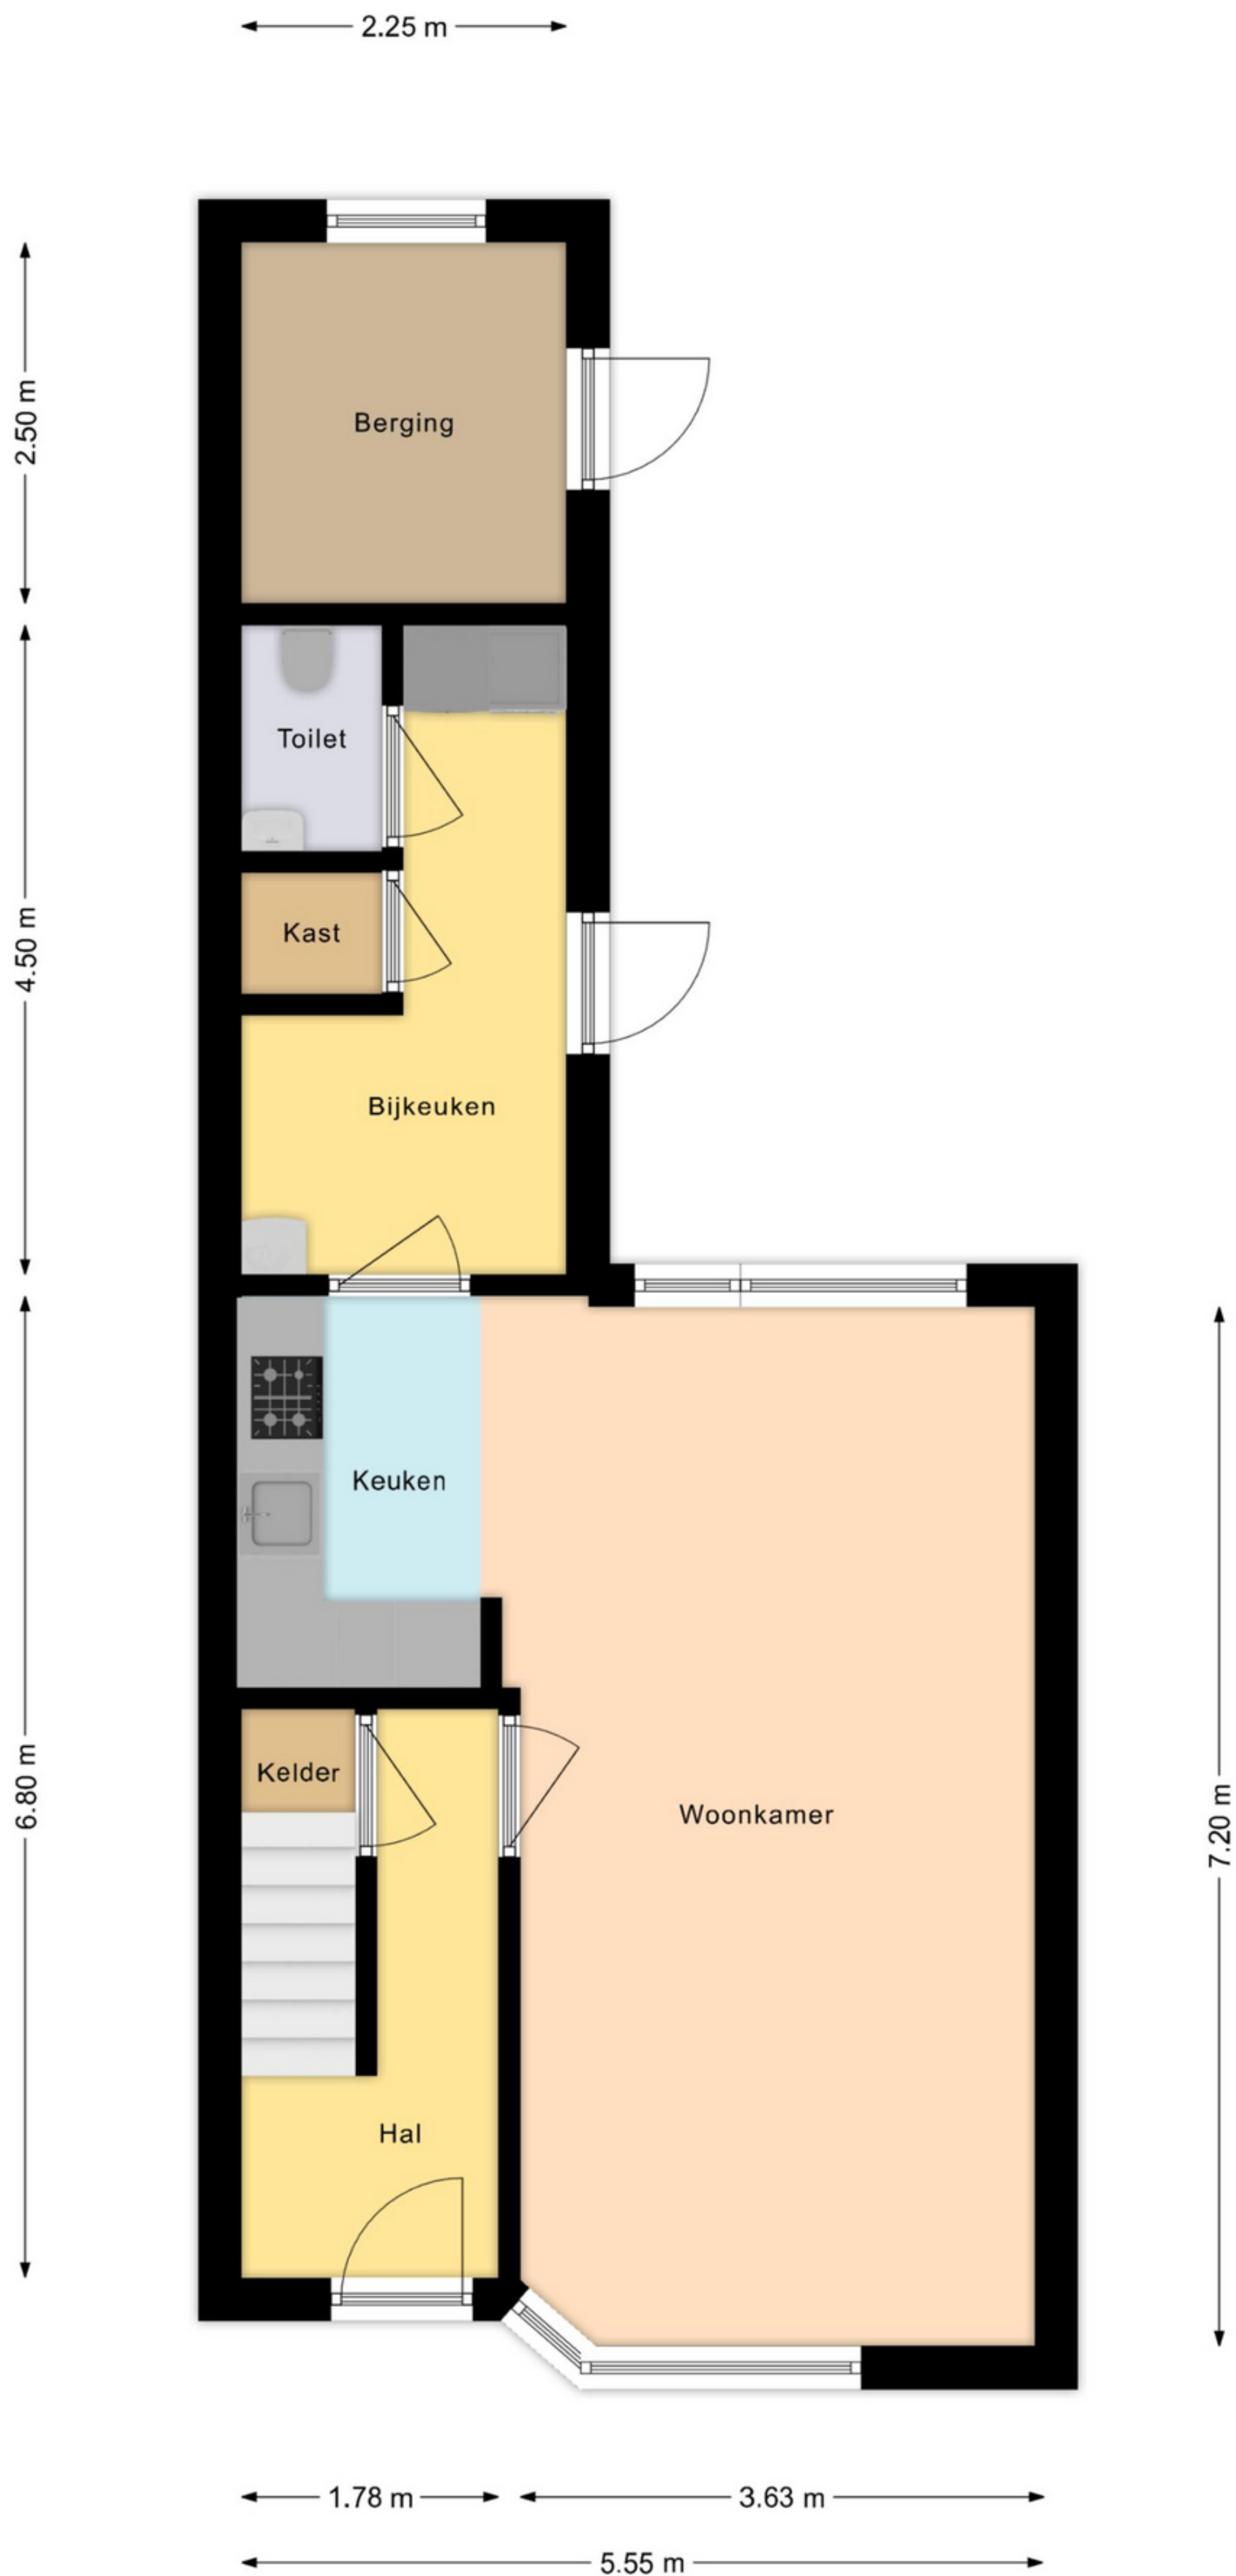 2.25 m
2.50 m
Berging
Toilet
4.50 m
Kast
Bijkeuken
Keuken
6.80 m
Kelder
Woonkamer
7.20 m
Hal
1.78 m
3.63 m
5.55 m